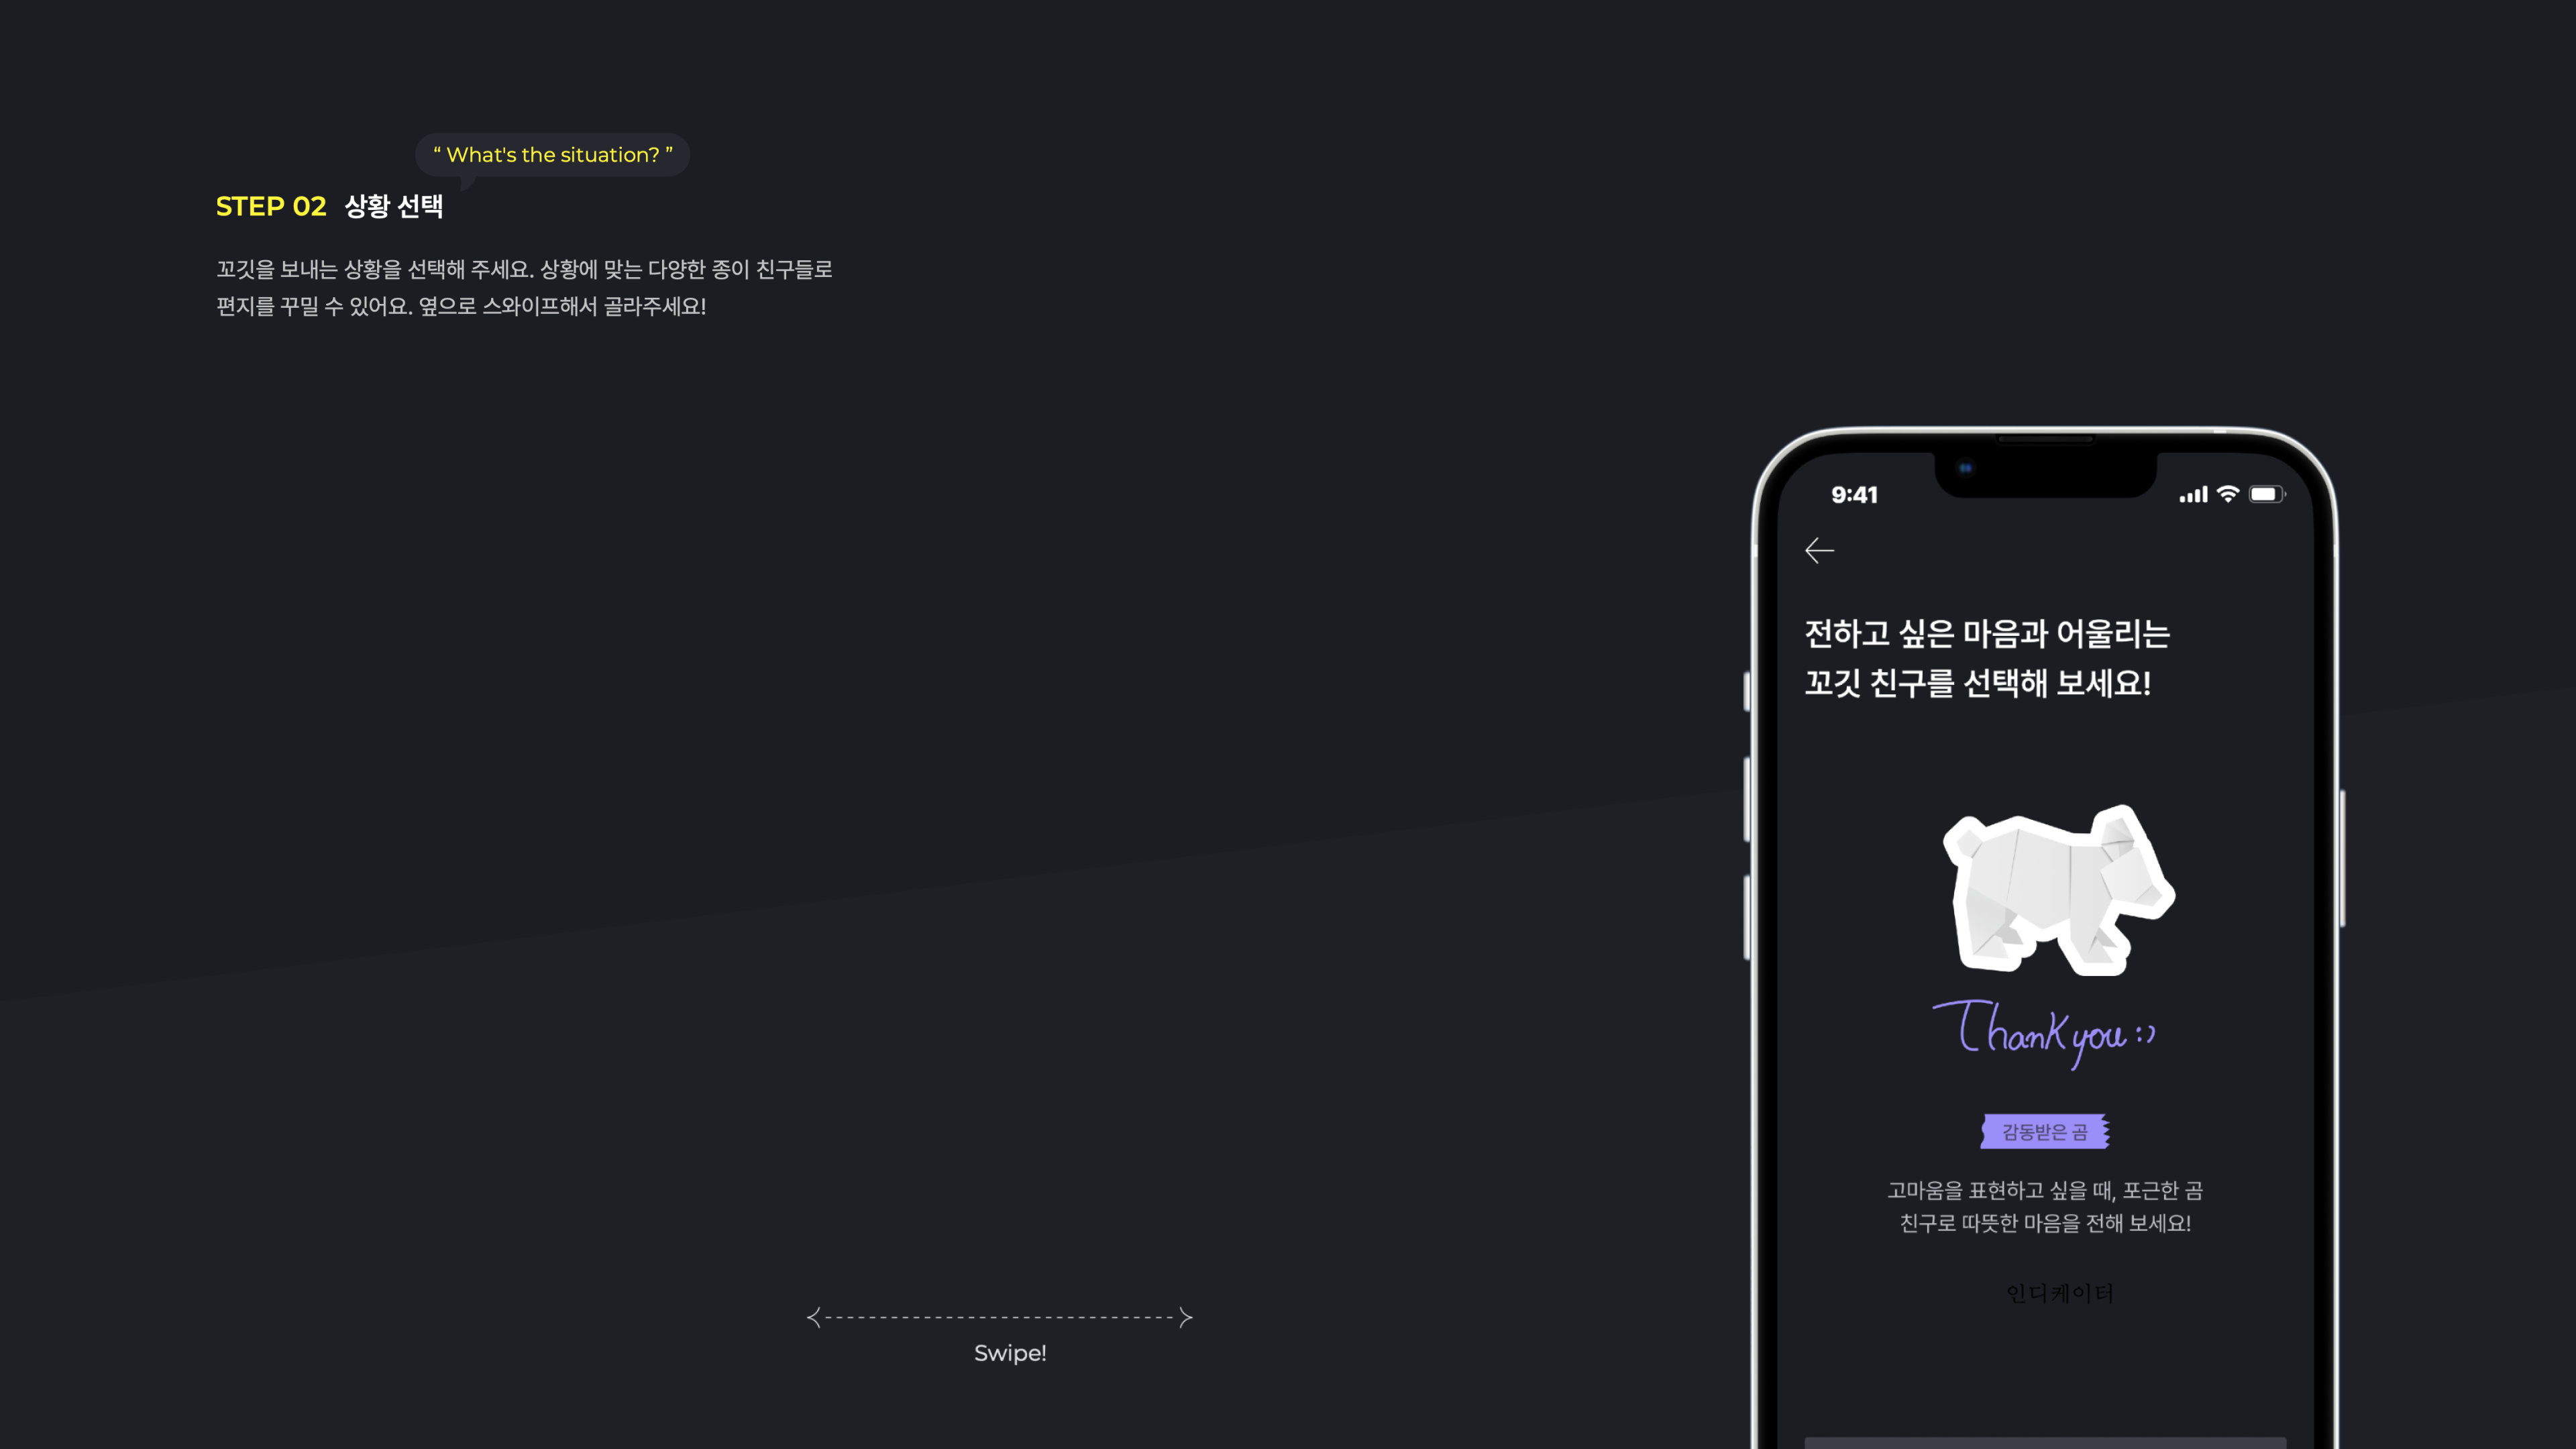 “ What's the situation? ”
STEP 02 상황 선택
꼬깃을 보내는 상황을 선택해 주세요. 상황에 맞는 다양한 종이 친구들로
편지를 꾸밀 수 있어요. 옆으로 스와이프해서 골라주세요!
9:41
전하고 싶은 마음과 어울리는
꼬깃 친구를 선택해 보세요!
Thank you :)
감동받은 곰
고마움을 표현하고 싶을 때, 포근한 곰
친구로 따뜻한 마음을 전해 보세요!
인디케이터
Swipe!